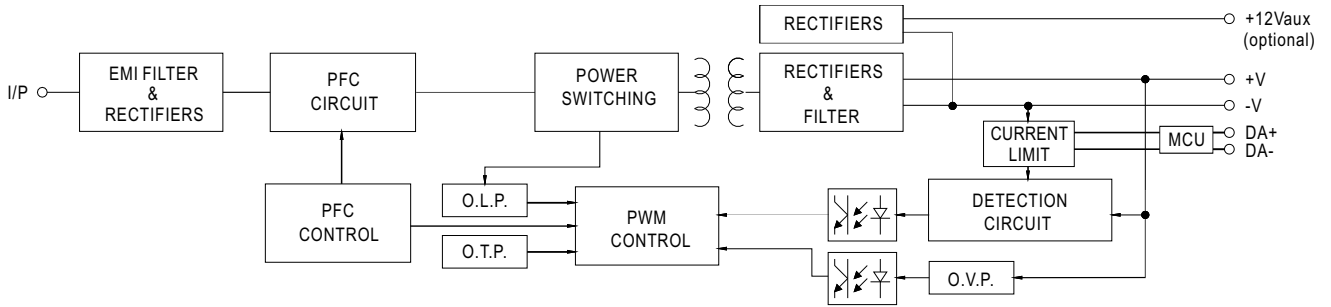 RECTIFIERS
+12Vaux
(optional)
I/P
EMI FILTER
&
RECTIFIERS
PFC
CIRCUIT
POWER
SWITCHING
RECTIFIERS
&
FILTER
+V
-V
CURRENT
LIMIT
MCU
DA+
DA-
PFC
CONTROL
O.L.P.
O.T.P.
PWM
CONTROL
DETECTION
CIRCUIT
O.V.P.